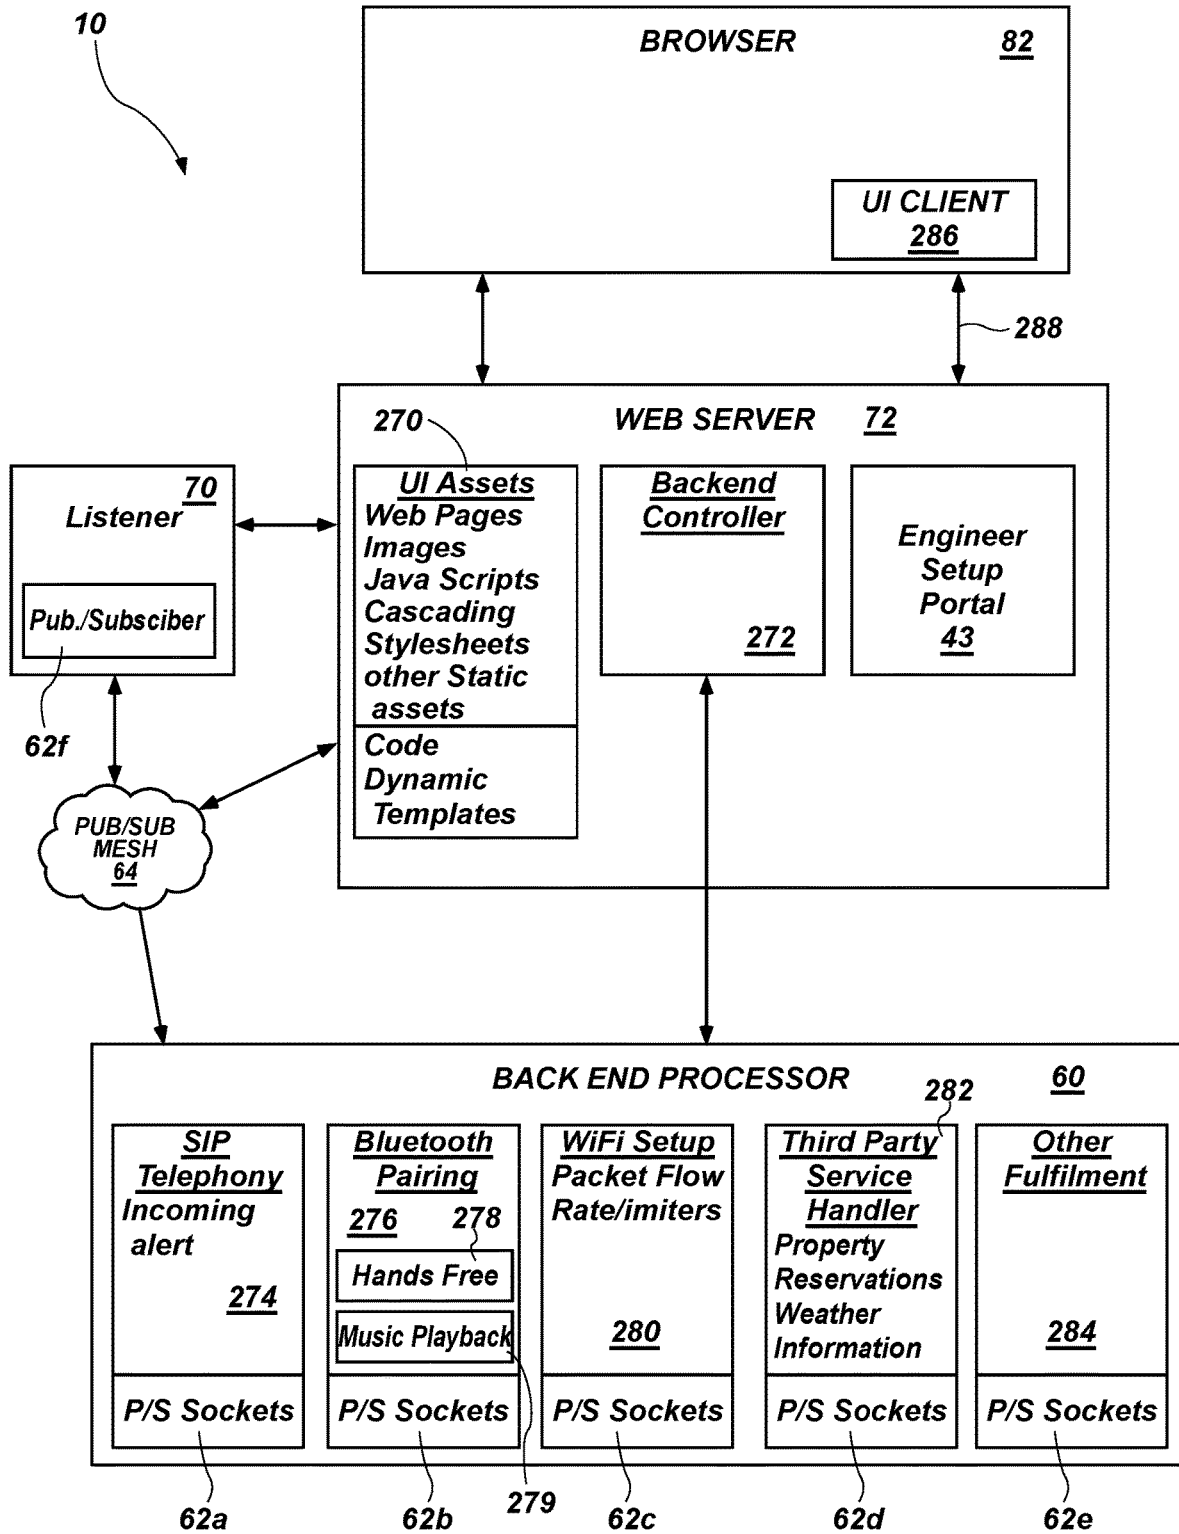 10
BROWSER 82
UI CLIENT
286
288
WEB SERVER 72
270
70
Listener
Pub./Subsciber
62f
UI Assets
Web Pages
Images
Java Scripts
Cascading
Stylesheets
other Static
assets
Code
Dynamic
Templates
Backend
Controller
272
Engineer
Setup
Portal
43
PUB/SUB
MESH
64
BACK END PROCESSOR 60
282
SIP
Telephony
Incoming
alert
274
P/S Sockets
62a
Bluetooth
Pairing
276 278
Hands Free
Music Playback
P/S Sockets
62b
279
WiFi Setup
Packet Flow
Rate/imiters
280
P/S Sockets
62c
Third Party
Service
Handler
Property
Reservations
Weather
Information
P/S Sockets
62d
Other
Fulfilment
284
P/S Sockets
62e